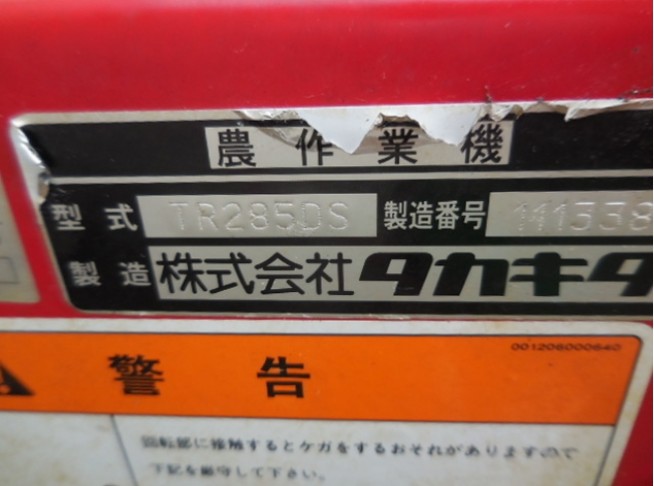 農作業機
型式 TR285DS 製造番号 141338
製造 株式会社タカキタ
001206000640
警告
回転部に接触するとケガをするおそれがありますので
下記を厳守して下さい。